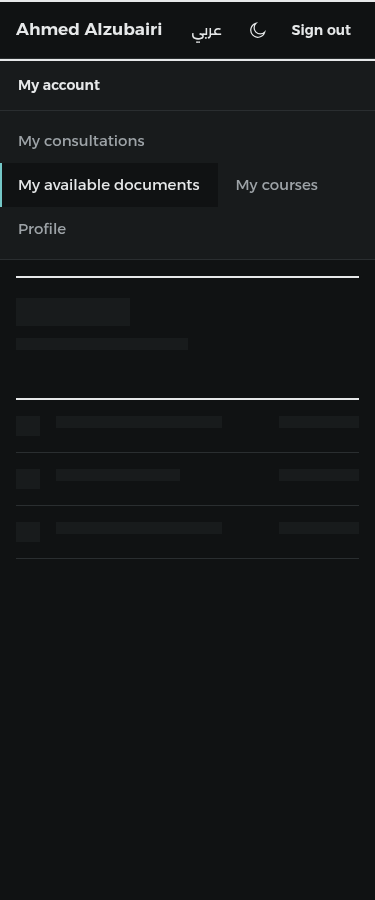 Ahmed Alzubairi عربي Sign out
My account
My consultations
My available documents My courses
Profile